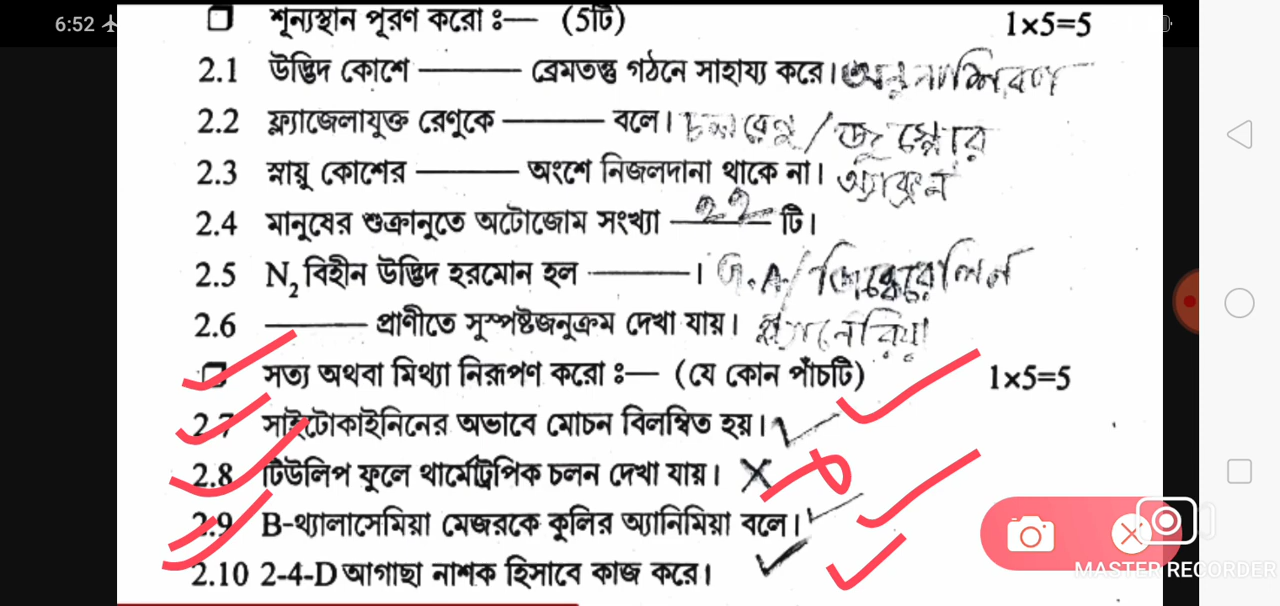 6:52
❑ শূন্যস্থান পূরণ করো ঃ— (5টি) 1×5=5
2.1 উদ্ভিদ কোশে ——— ব্রেমতন্তু গঠনে সাহায্য করে।
2.2 ফ্ল্যাজেলাযুক্ত রেণুকে ——— বলে। চলরেনু / জু স্পোর
2.3 স্নায়ু কোশের ——— অংশে নিজলদানা থাকে না। অ্যাক্সন
2.4 মানুষের শুক্রানুতে অটোজোম সংখ্যা 22 টি।
2.5 N₂ বিহীন উদ্ভিদ হরমোন হল ———। G.A/ জিব্বেরেলিন
2.6 ——— প্রাণীতে সুস্পষ্টজনুক্রম দেখা যায়। প্ল্যানেরিয়া
❑ সত্য অথবা মিথ্যা নিরূপণ করো ঃ— (যে কোন পাঁচটি) 1×5=5
2.7 সাইটোকাইনিনের অভাবে মোচন বিলম্বিত হয়।
2.8 টিউলিপ ফুলে থার্মোট্রপিক চলন দেখা যায়।
2.9 B-থ্যালাসেমিয়া মেজরকে কুলির অ্যানিমিয়া বলে।
2.10 2-4-D আগাছা নাশক হিসাবে কাজ করে।
MASTER RECORDER